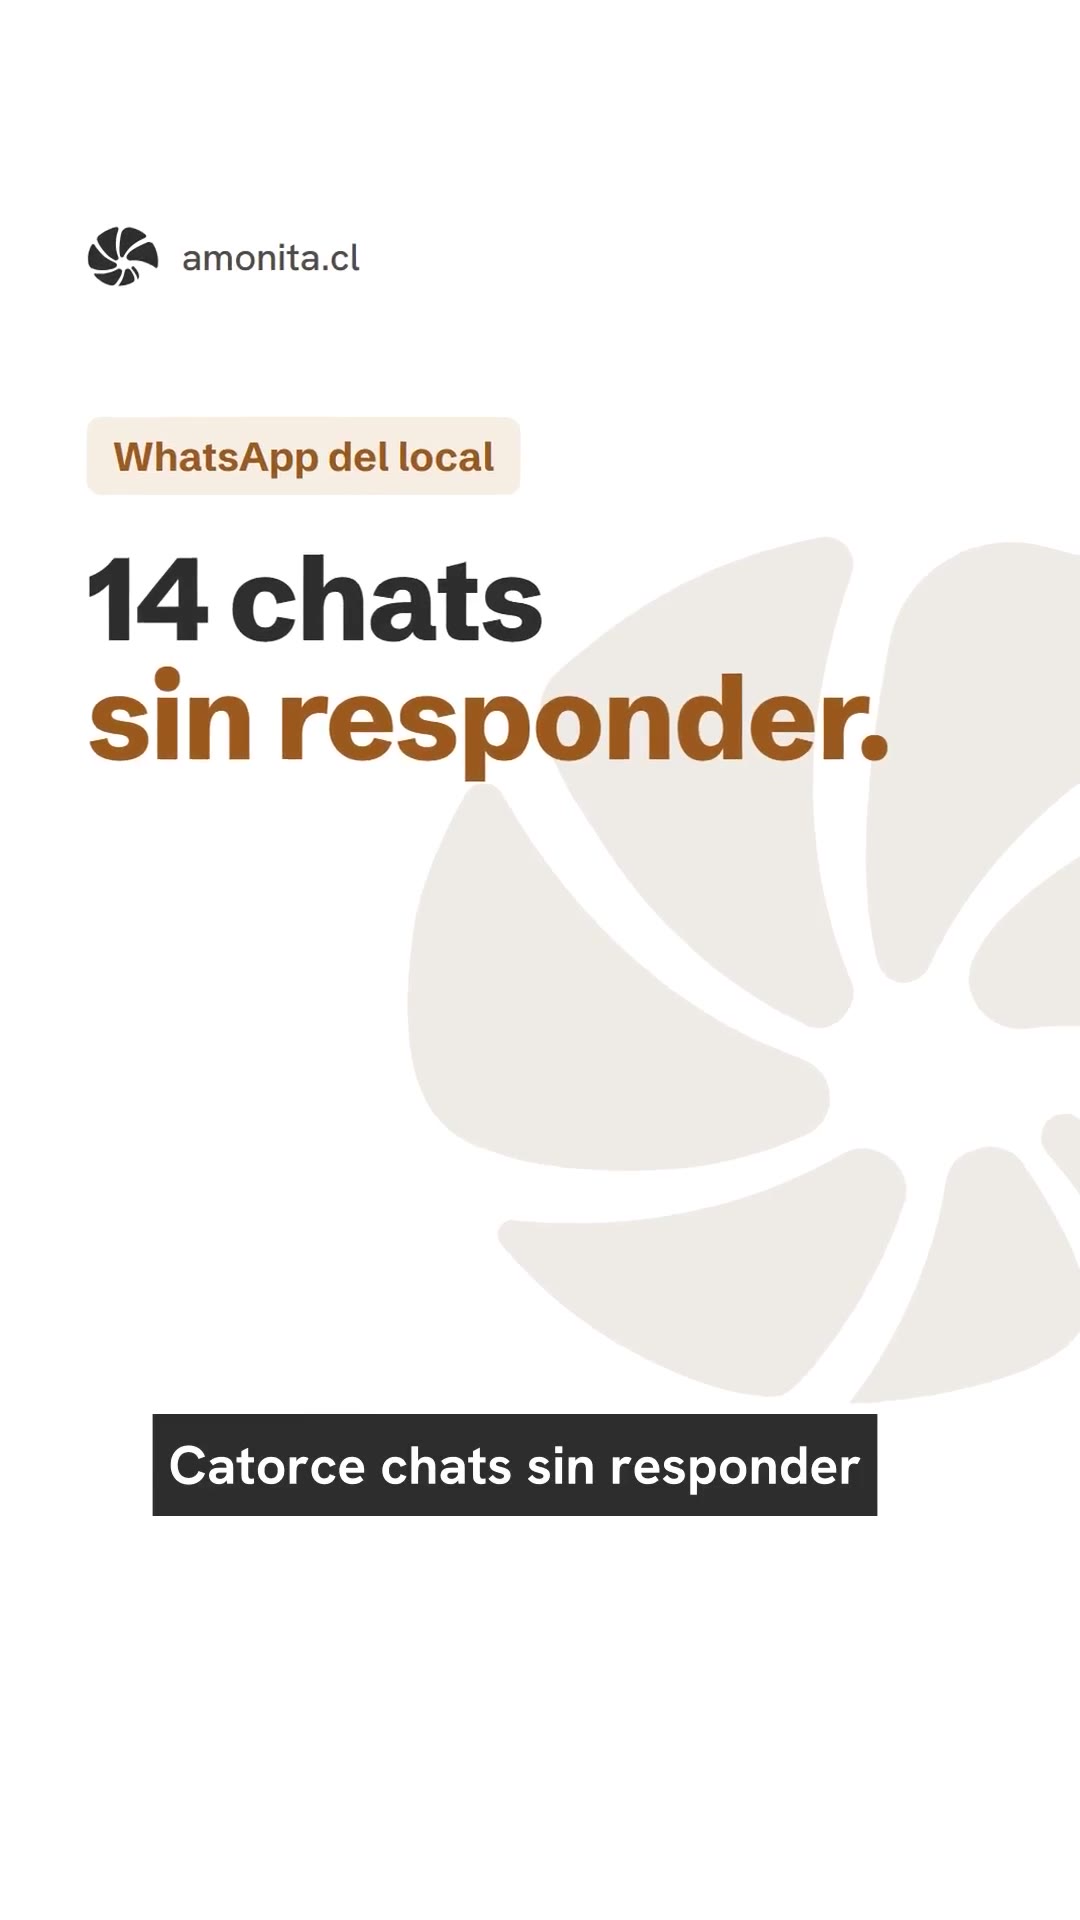 amonita.cl
WhatsApp del local
14 chats
sin responder.
Catorce chats sin responder